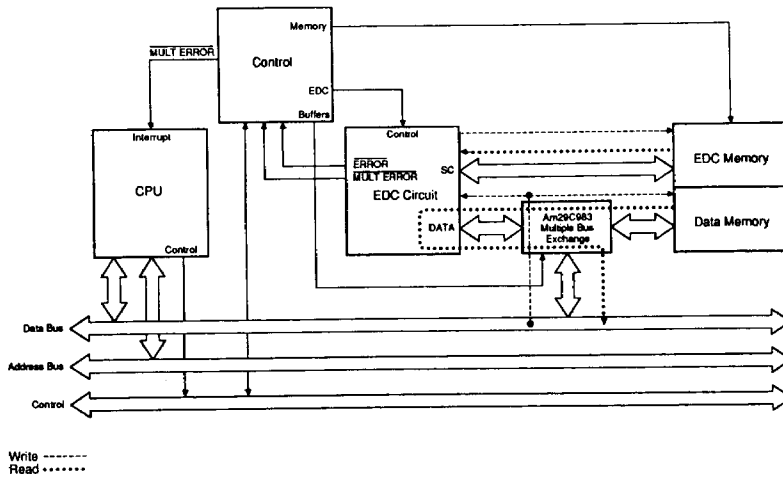 Memory
MULT ERROR
Control
EDC
Buffers
Interrupt
CPU
Control
Control
ERROR
MULT ERROR
SC
EDC Circuit
DATA
EDC Memory
Am29C983
Multiple Bus
Exchange
Data Memory
Data Bus
Address Bus
Control
Write
Read